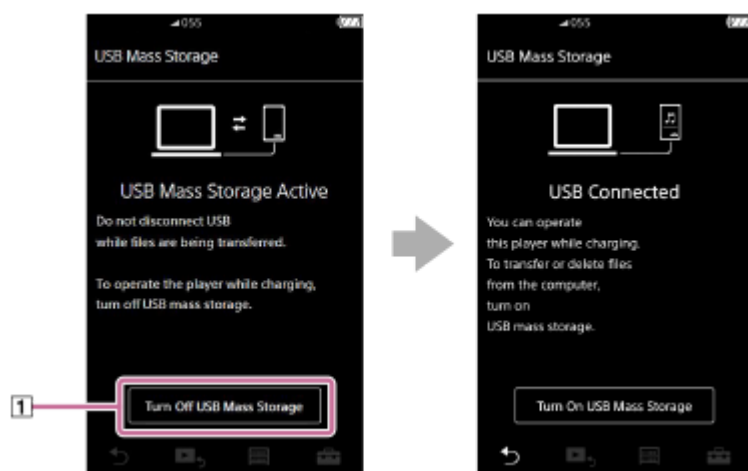 055
USB Mass Storage
USB Mass Storage Active
Do not disconnect USB
while files are being transferred.
To operate the player while charging,
turn off USB mass storage.
Turn Off USB Mass Storage
1
055
USB Mass Storage
USB Connected
You can operate
this player while charging.
To transfer or delete files
from the computer,
turn on
USB mass storage.
Turn On USB Mass Storage